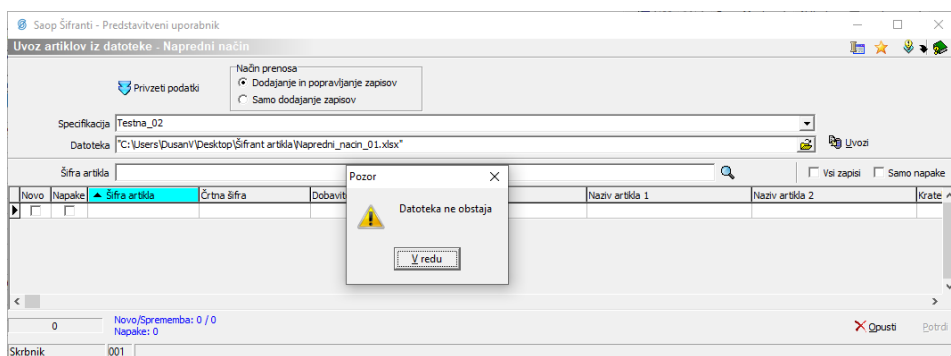 Saop Šifranti - Predstavitveni uporabnik
Uvoz artiklov iz datoteke - Napredni način
Način prenosa
Privzeti podatki
Dodajanje in popravljanje zapisov
Samo dodajanje zapisov
Specifikacija Testna_02
Datoteka "C:\Users\DusanV\Desktop\Šifrant artikla\Napredni_nacin_01.xlsx"
Uvozi
Šifra artikla
Vsi zapisi
Samo napake
Novo Napake Šifra artikla Črtna šifra Dobavit Naziv artikla 1 Naziv artikla 2 Krate
Pozor
Datoteka ne obstaja
V redu
0
Novo/Sprememba: 0 / 0
Napake: 0
Opusti
Potrdi
Skrbnik 001